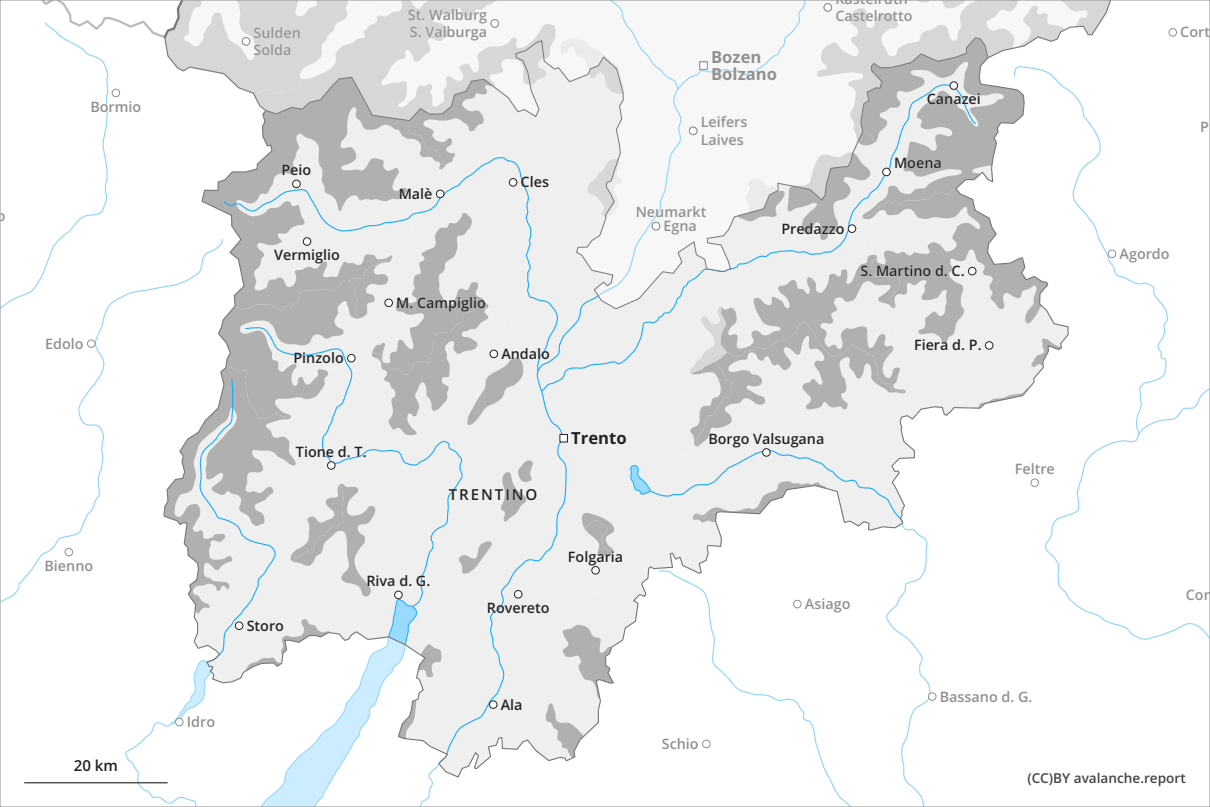 Kastelruth
Castelrotto
St. Walburg
S. Valburga
Sulden
Solda
Cort
Bozen
Bolzano
Bormio
Canazei
Leifers
Laives
P
Moena
Peio
Malè
Cles
Neumarkt
Egna
Predazzo
Vermiglio
Agordo
S. Martino d. C.
M. Campiglio
Edolo
Pinzolo
Andalo
Fiera d. P.
Trento
Borgo Valsugana
Tione d. T.
Feltre
TRENTINO
Bienno
Folgaria
Riva d. G.
Rovereto
Cor
Asiago
Storo
Bassano d. G.
Ala
Idro
Schio
20 km
(CC)BY avalanche.report